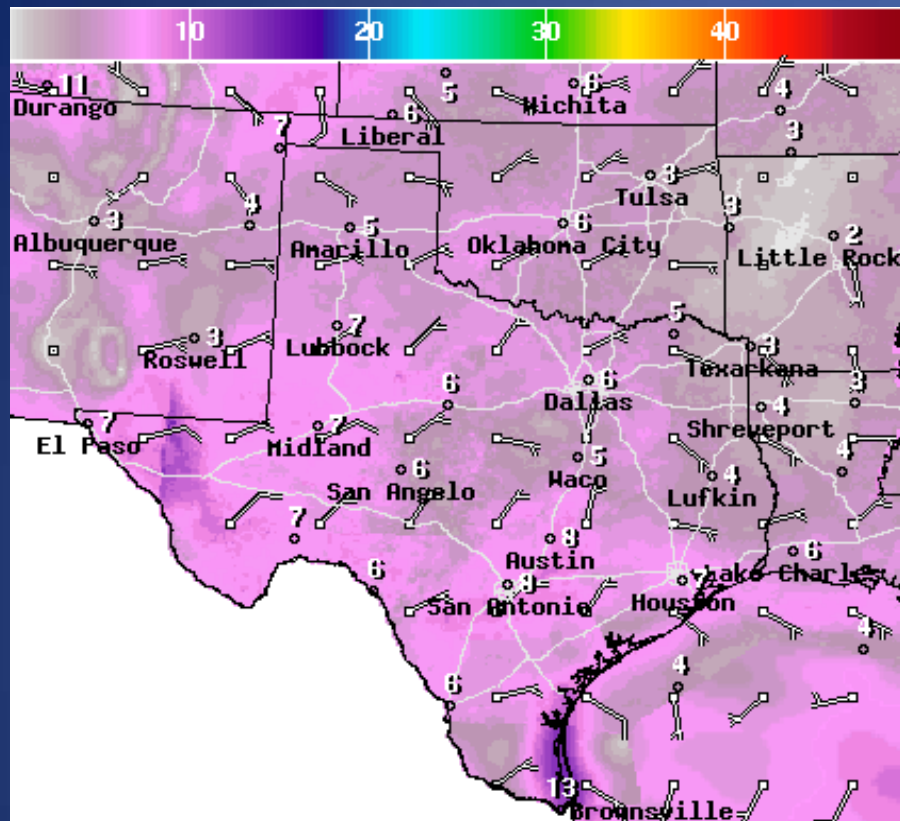 10 20 30 40
11 5 6 4
Durango Wichita
7 6
Liberal
3
3
Tulsa
4 3
3 5 6
Albuquerque Amarillo Oklahoma City
2
Little Rock
3 7 5
Roswell Lubbock
3
Texarkana
6 6 3
Dallas
7 7 4
El Paso Midland Shreveport
6 5 4 4
San Angelo Waco Lufkin
7 8 6
Austin
6 9 7 Lake Charles
San Antonio Houston
4
6 4
13
Brownsville